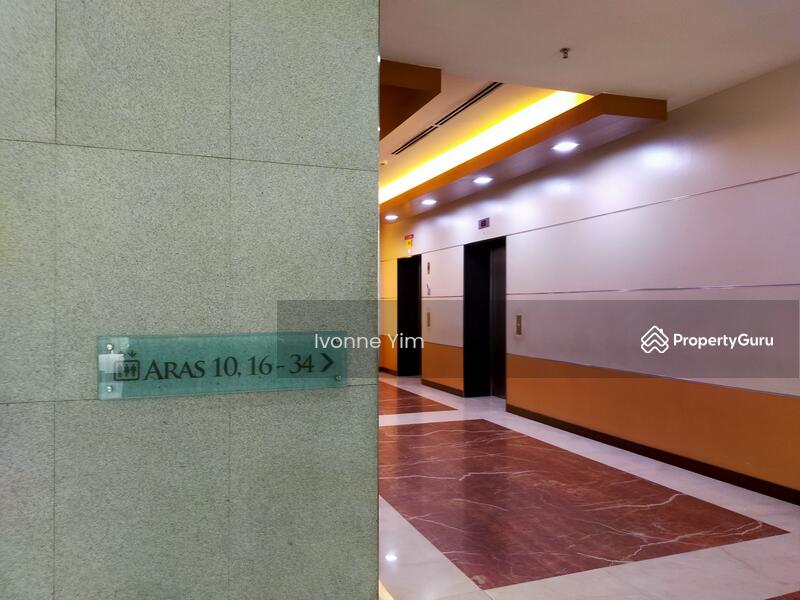 Ivonne Yim
PropertyGuru
ARAS 10, 16 - 34 >